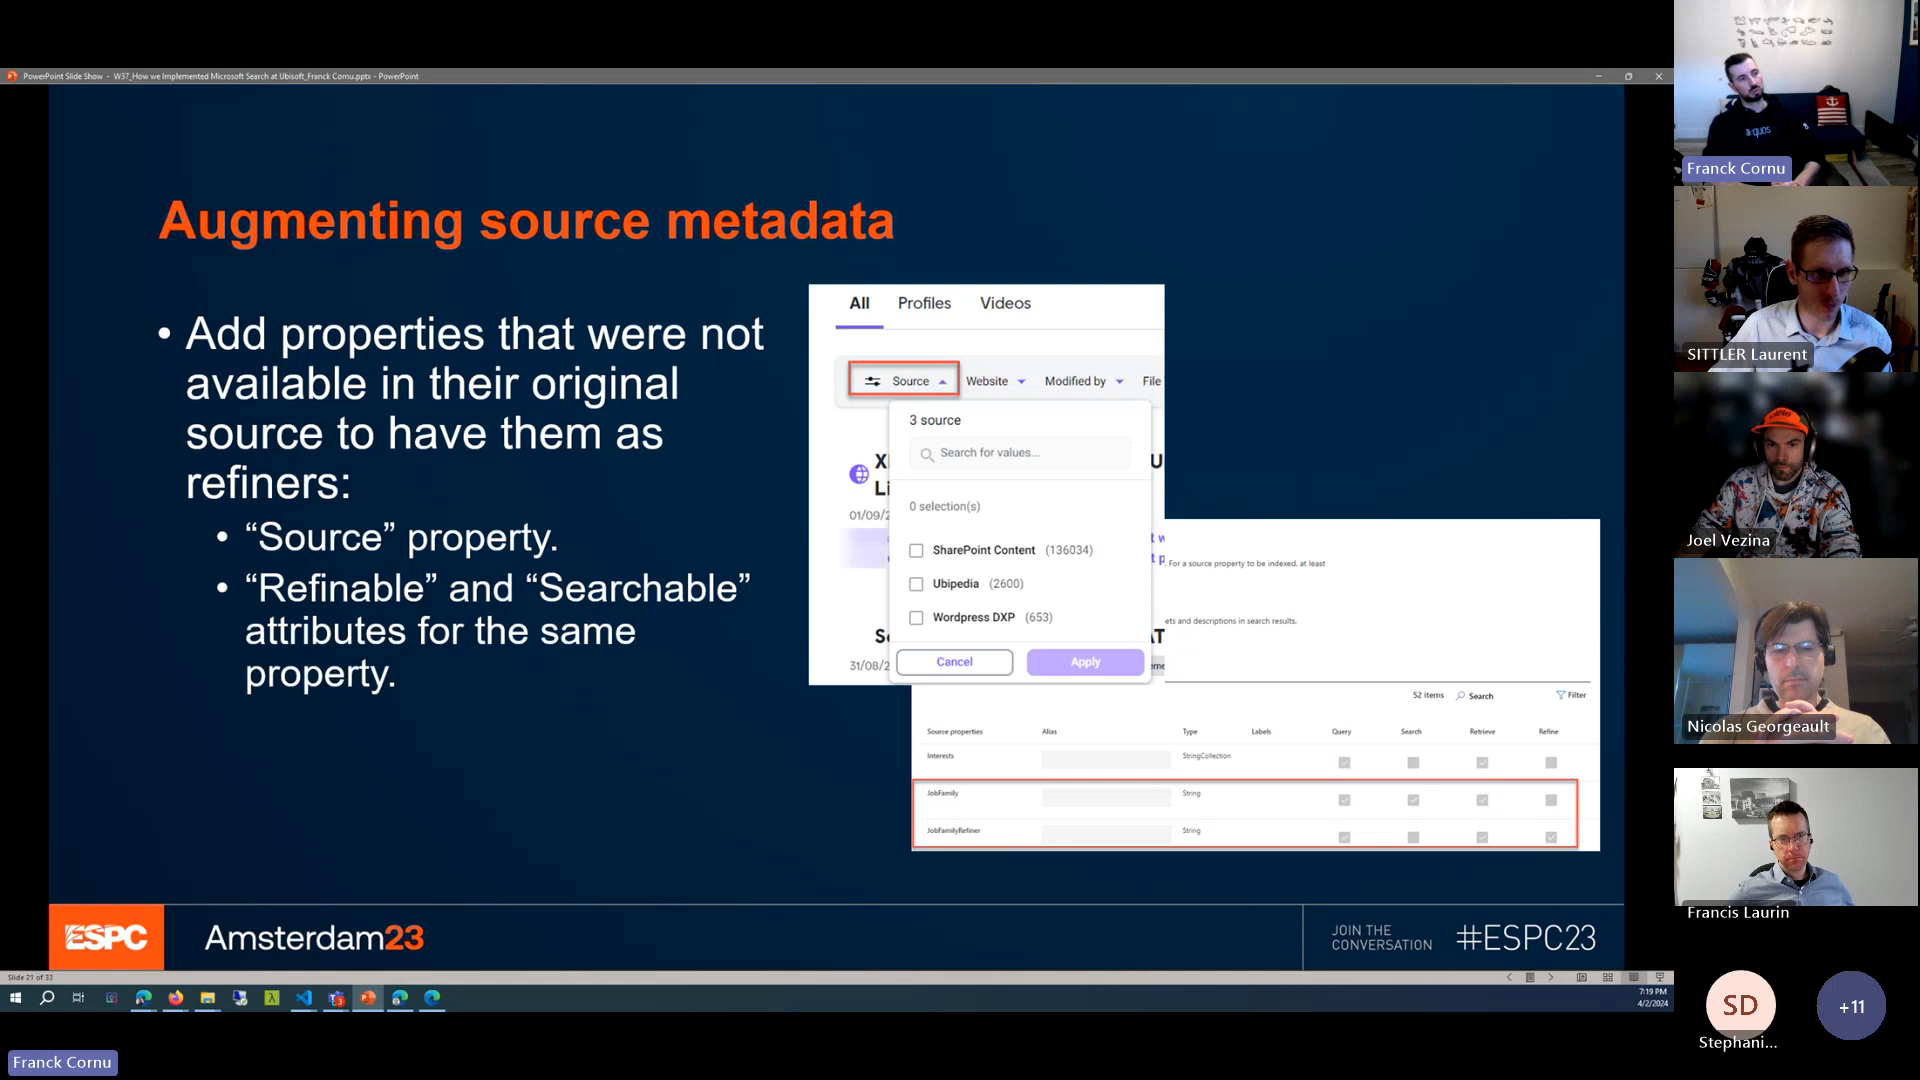 PowerPoint Slide Show - W37_How we Implemented Microsoft Search at Ubisoft_Franck Cornu.pptx - PowerPoint
Augmenting source metadata
• Add properties that were not
available in their original
source to have them as
refiners:
• “Source” property.
• “Refinable” and “Searchable”
attributes for the same
property.
All Profiles Videos
Source Website Modified by File
3 source
Search for values...
0 selection(s)
SharePoint Content (136034)
Ubipedia (2600)
Wordpress DXP (653)
Cancel Apply
01/09/2
31/08/2
For a source property to be indexed, at least
ets and descriptions in search results.
52 items Search Filter
Source properties Alias Type Labels Query Search Retrieve Refine
Interests StringCollection
JobFamily String
JobFamilyRefiner String
ESPC Amsterdam23
JOIN THE
CONVERSATION #ESPC23
Slide 21 of 33
7:19 PM
4/2/2024
Franck Cornu
Franck Cornu
SITTLER Laurent
Joel Vezina
Nicolas Georgeault
Francis Laurin
SD
Stephani...
+11